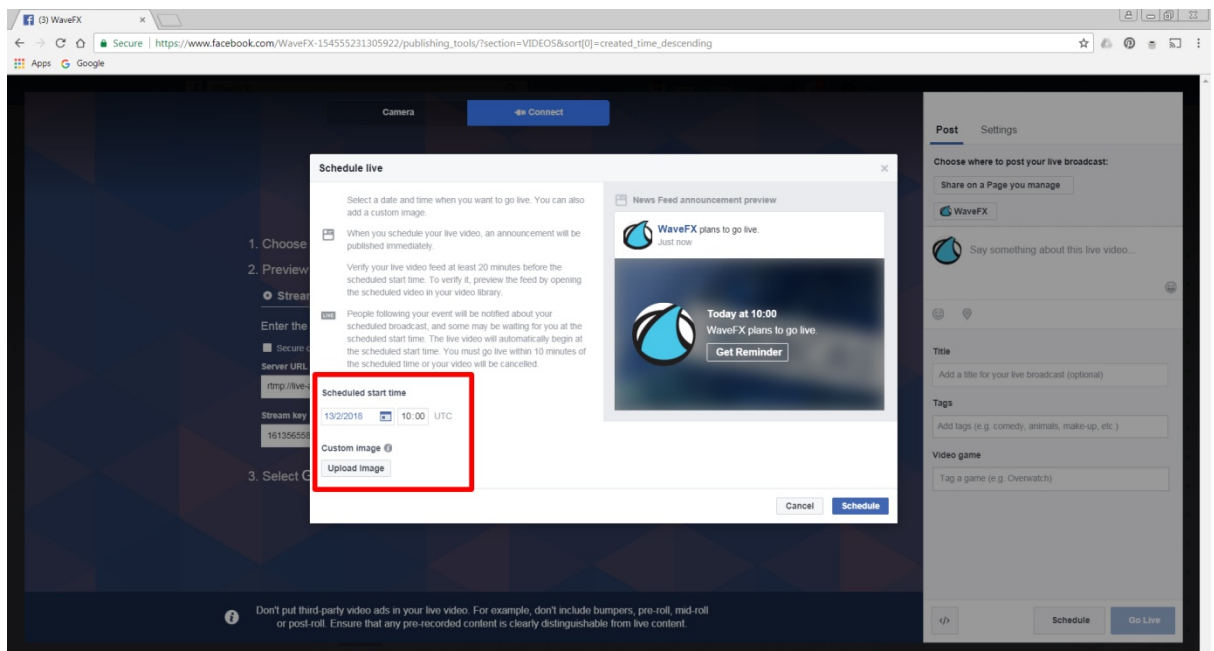 (3) WaveFX
Secure | https://www.facebook.com/WaveFX-154555231305922/publishing_tools/?section=VIDEOS&sort[0]=created_time_descending
Apps Google
Camera
Connect
Schedule live
Select a date and time when you want to go live. You can also
add a custom image.
When you schedule your live video, an announcement will be
published immediately.
Verify your live video feed at least 20 minutes before the
scheduled start time. To verify it, preview the feed by opening
the scheduled video in your video library.
LIVE
People following your event will be notified about your
scheduled broadcast, and some may be waiting for you at the
scheduled start time. The live video will automatically begin at
the scheduled start time. You must go live within 10 minutes of
the scheduled time or your video will be cancelled.
Scheduled start time
13/2/2018 10:00 UTC
Custom image
Upload Image
News Feed announcement preview
WaveFX plans to go live.
Just now
Today at 10:00
WaveFX plans to go live.
Get Reminder
Cancel Schedule
1. Choose
2. Preview
Strear
Enter the
Secure c
Server URL
rtmp://live-a
Stream key
161356558
3. Select G
Don't put third-party video ads in your live video. For example, don't include bumpers, pre-roll, mid-roll
or post-roll. Ensure that any pre-recorded content is clearly distinguishable from live content.
Post Settings
Choose where to post your live broadcast:
Share on a Page you manage
WaveFX
Say something about this live video...
Title
Add a title for your live broadcast (optional)
Tags
Add tags (e.g. comedy, animals, make-up, etc.)
Video game
Tag a game (e.g. Overwatch)
</> Schedule Go Live